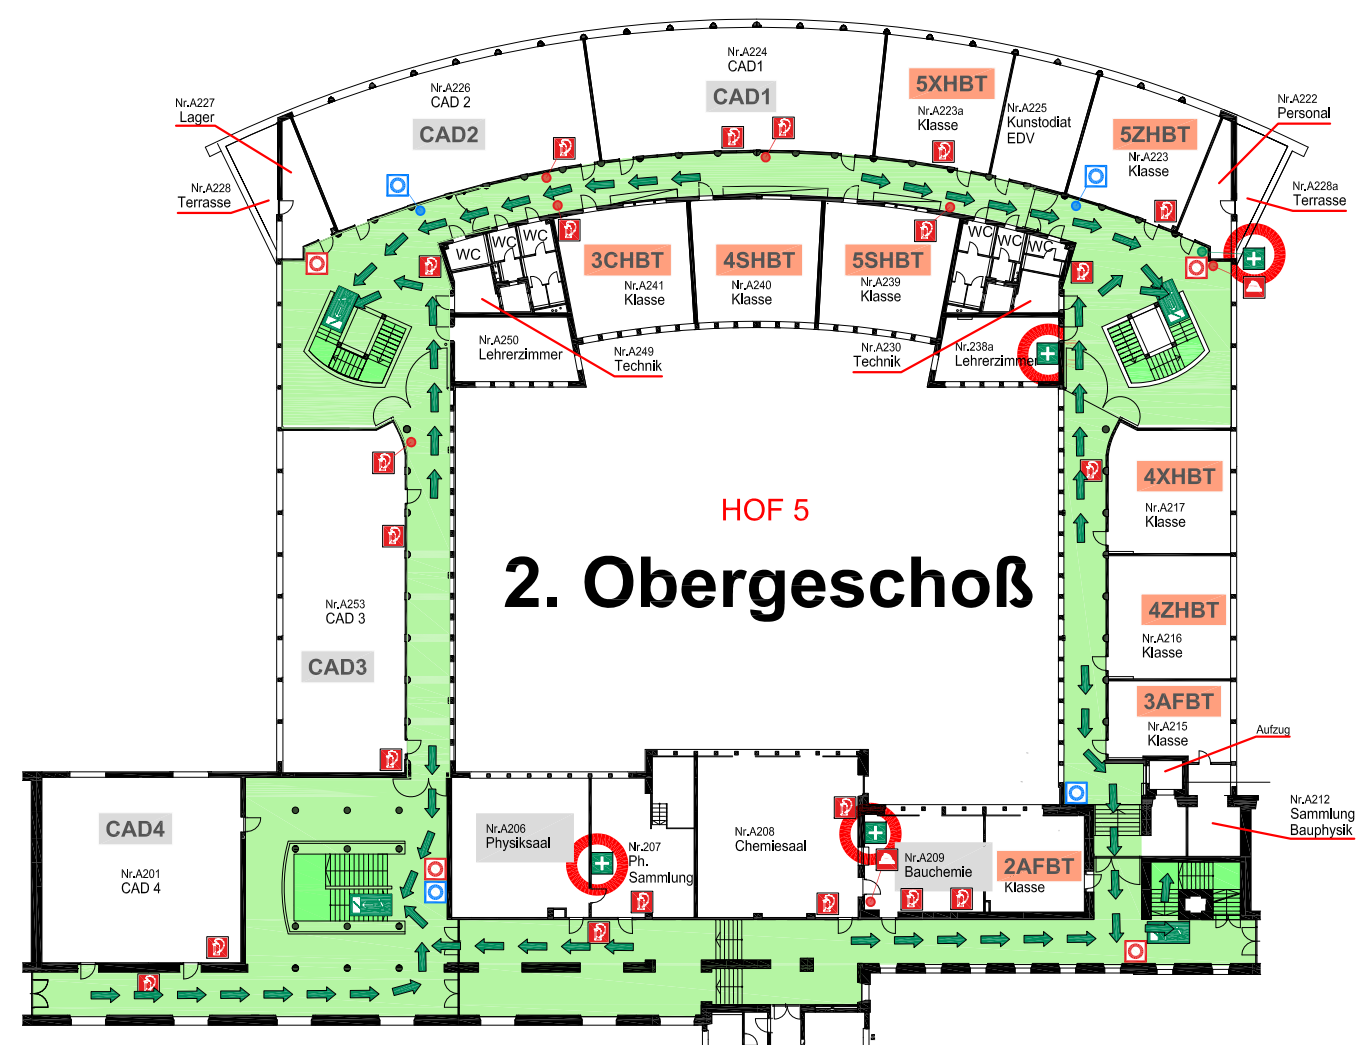 Nr.A224
CAD1
CAD1
Nr.A226
CAD 2
CAD2
5XHBT
Nr.A223a
Klasse
Nr.A225
Kunstodiat
EDV
5ZHBT
Nr.A223
Klasse
Nr.A222
Personal
Nr.A227
Lager
Nr.A228
Terrasse
Nr.A228a
Terrasse
WC
WC
WC
3CHBT
Nr.A241
Klasse
4SHBT
Nr.A240
Klasse
5SHBT
Nr.A239
Klasse
WC
WC
WC
Nr.A250
Lehrerzimmer
Nr.A249
Technik
Nr.A230
Technik
Nr.238a
Lehrerzimmer
HOF 5
2. Obergeschoß
4XHBT
Nr.A217
Klasse
Nr.A253
CAD 3
CAD3
4ZHBT
Nr.A216
Klasse
3AFBT
Nr.A215
Klasse
Aufzug
Nr.A212
Sammlung
Bauphysik
CAD4
Nr.A201
CAD 4
Nr.A206
Physiksaal
Nr.207
Ph.
Sammlung
Nr.A208
Chemiesaal
Nr.A209
Bauchemie
2AFBT
Klasse